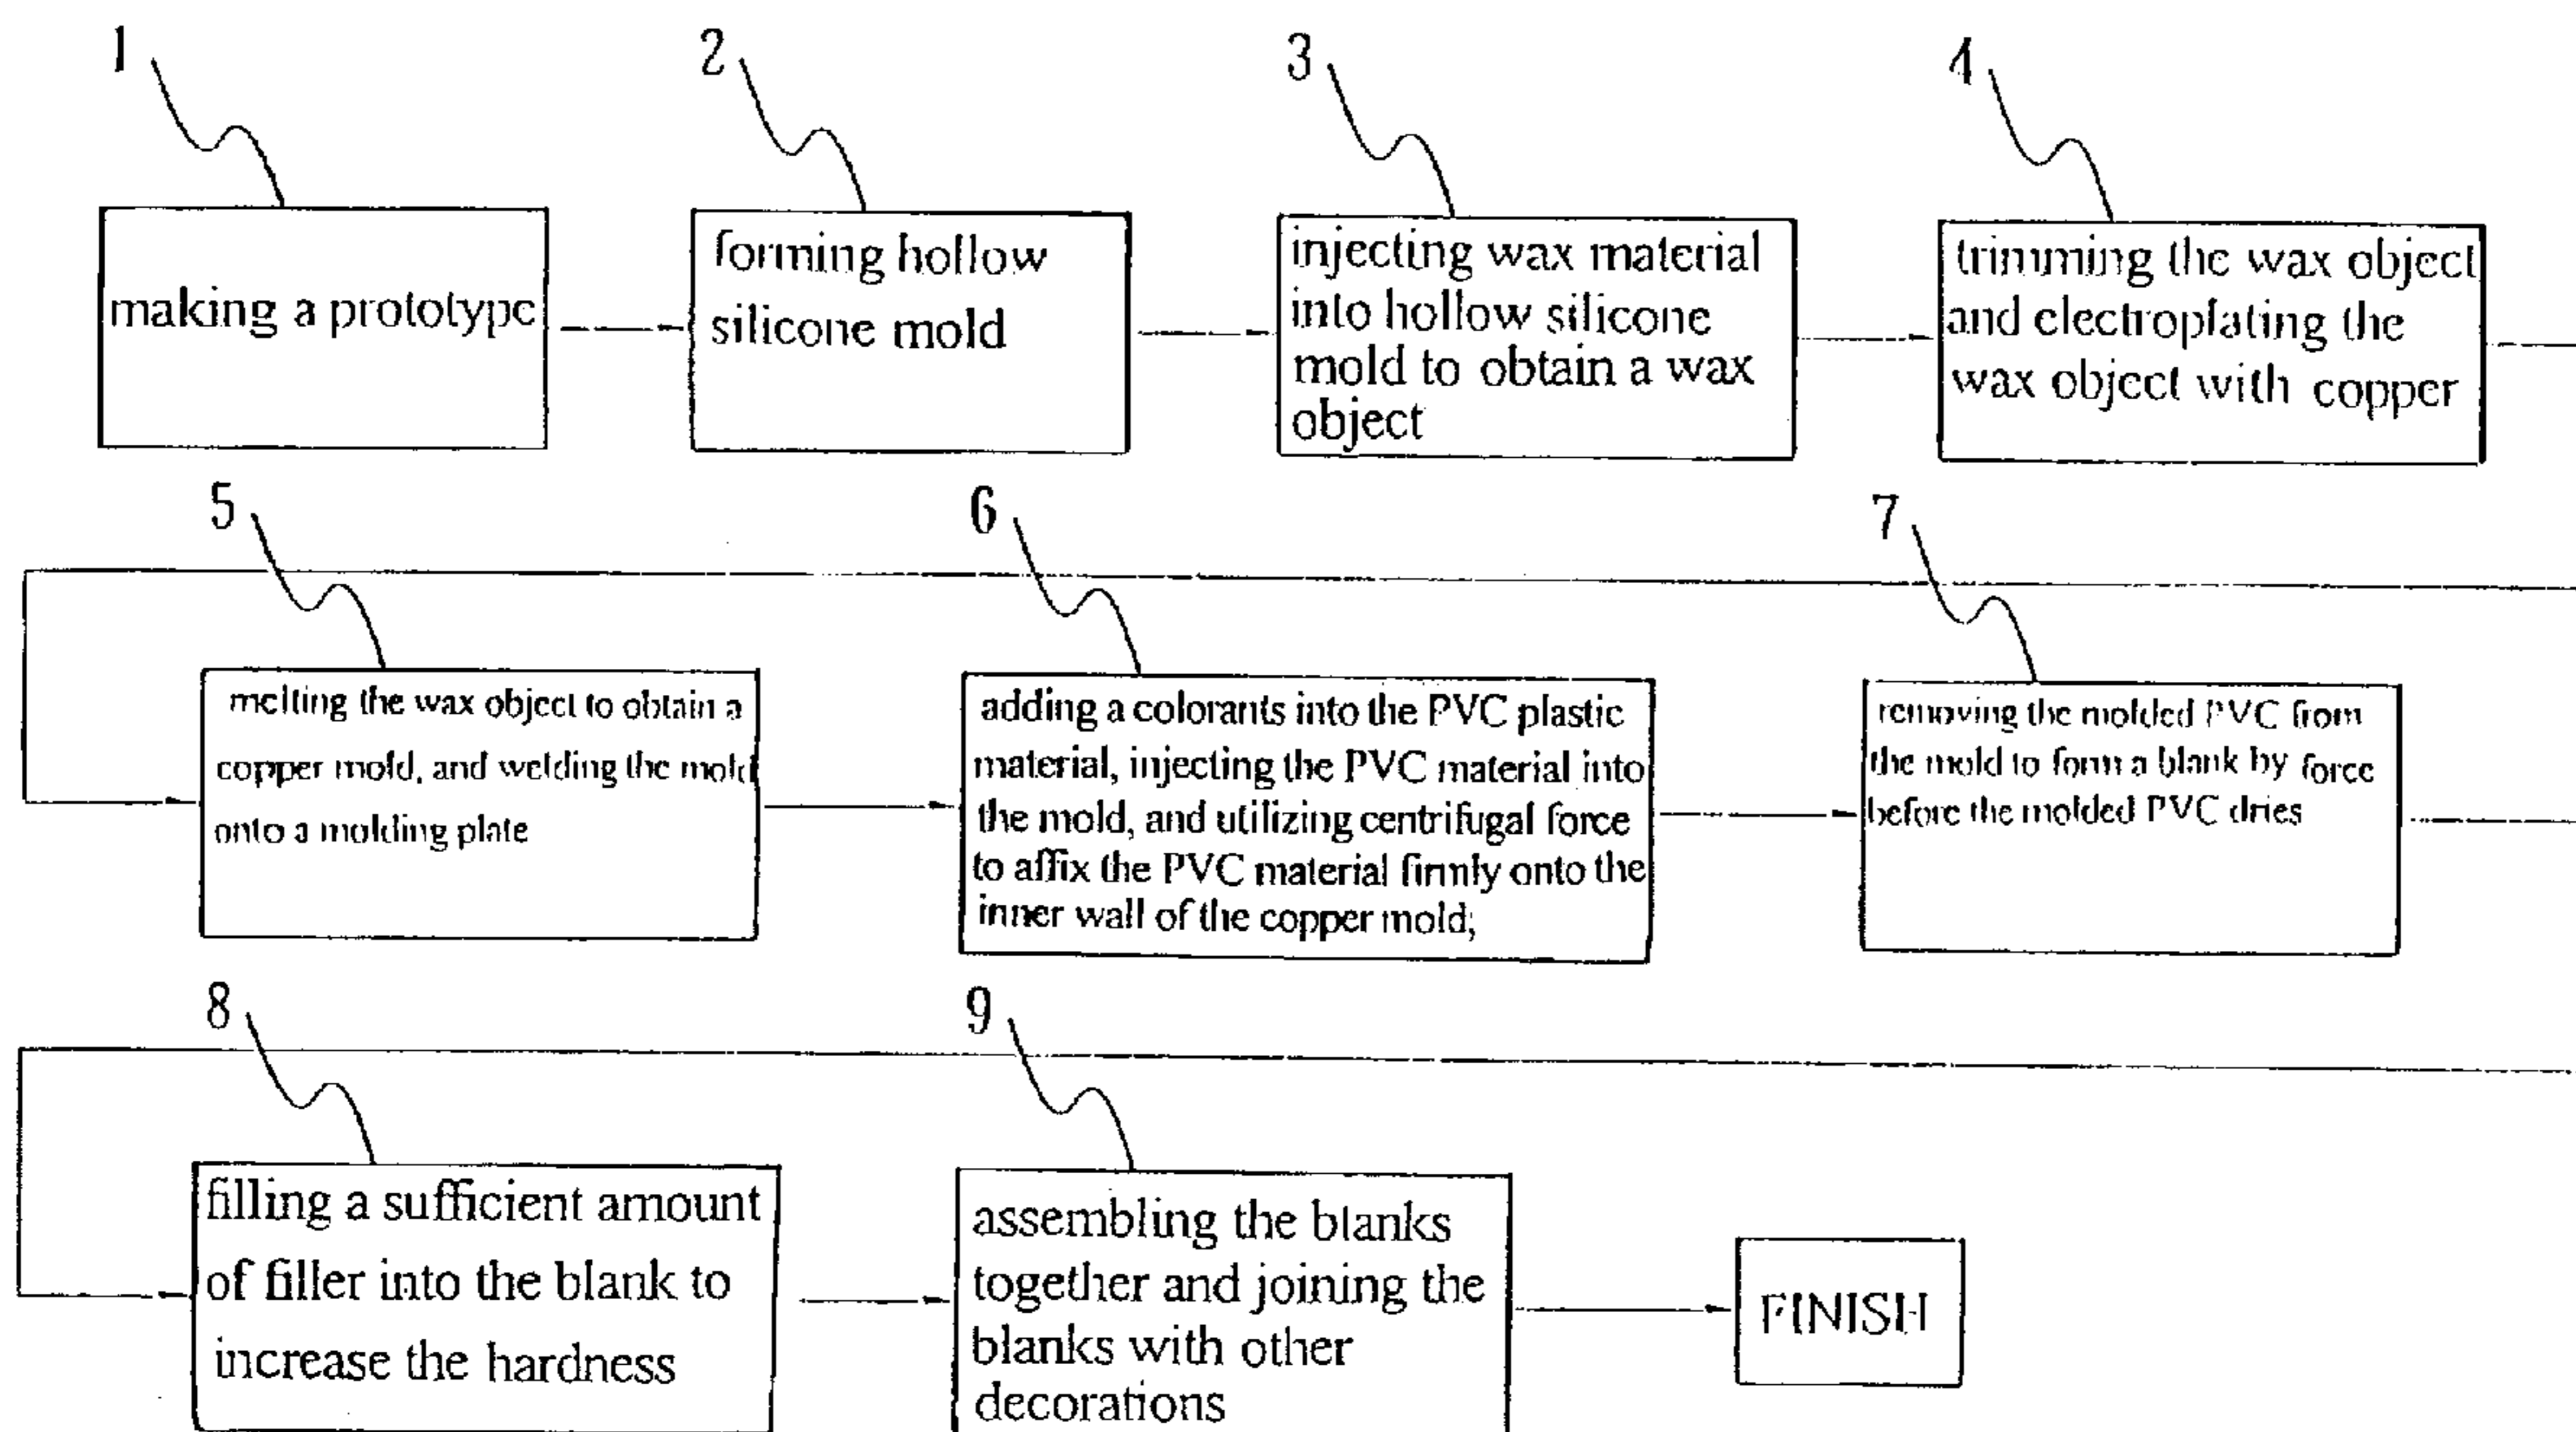 1
2
3
4
making a prototype
forming hollow
silicone mold
injecting wax material
into hollow silicone
mold to obtain a wax
object
trimming the wax object
and electroplating the
wax object with copper
5
6
7
melting the wax object to obtain a
copper mold, and welding the mold
onto a molding plate
adding a colorants into the PVC plastic
material, injecting the PVC material into
the mold, and utilizing centrifugal force
to affix the PVC material firmly onto the
inner wall of the copper mold;
removing the molded PVC from
the mold to form a blank by force
before the molded PVC dries
8
9
filling a sufficient amount
of filler into the blank to
increase the hardness
assembling the blanks
together and joining the
blanks with other
decorations
FINISH